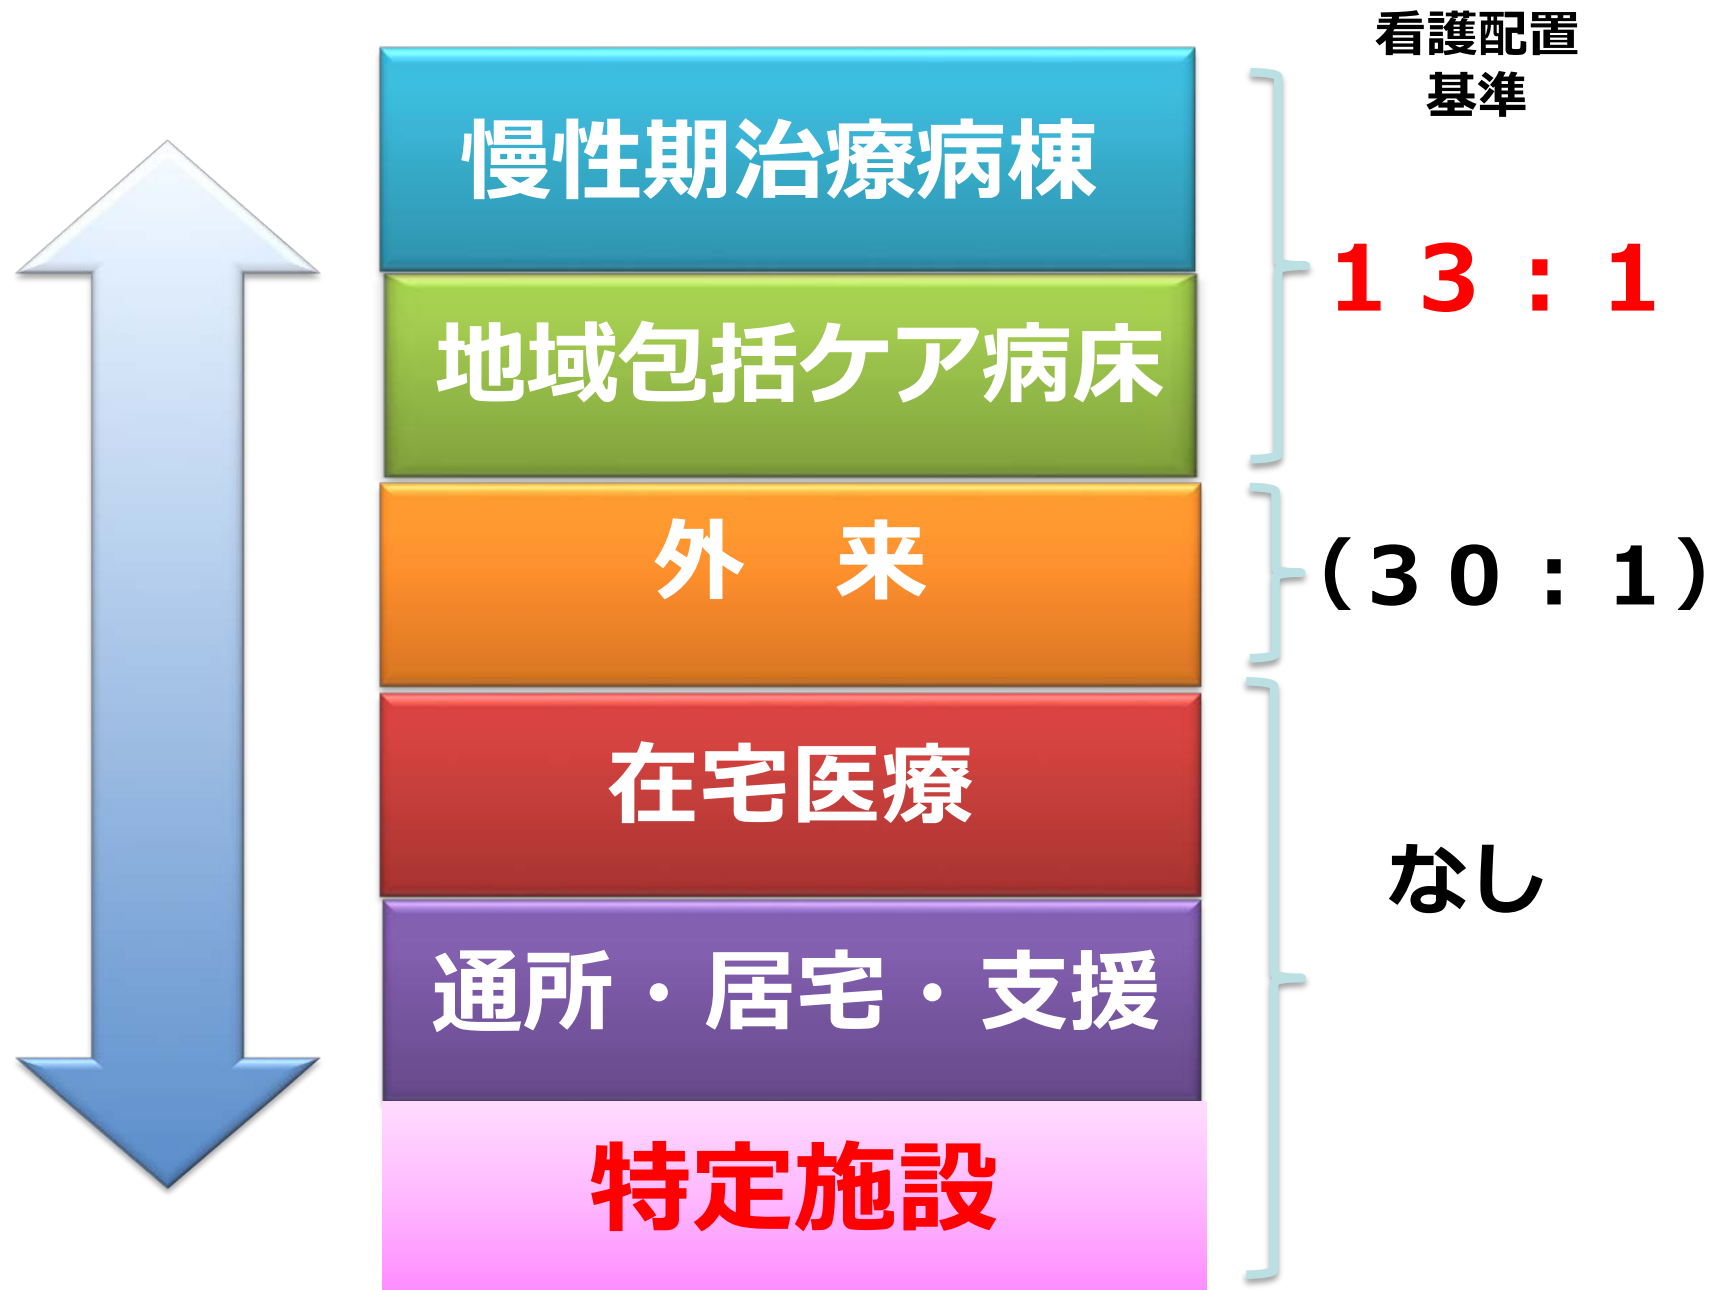 看護配置
基準
慢性期治療病棟
１３：１
地域包括ケア病床
外　来
（３０：１）
在宅医療
なし
通所・居宅・支援
特定施設